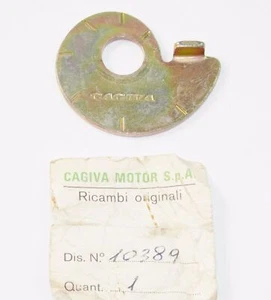 CAGIVA
CAGIVA MOTOR S.p.A.
Ricambi originali
Dis. N.° 10389
Quant. ..., 1